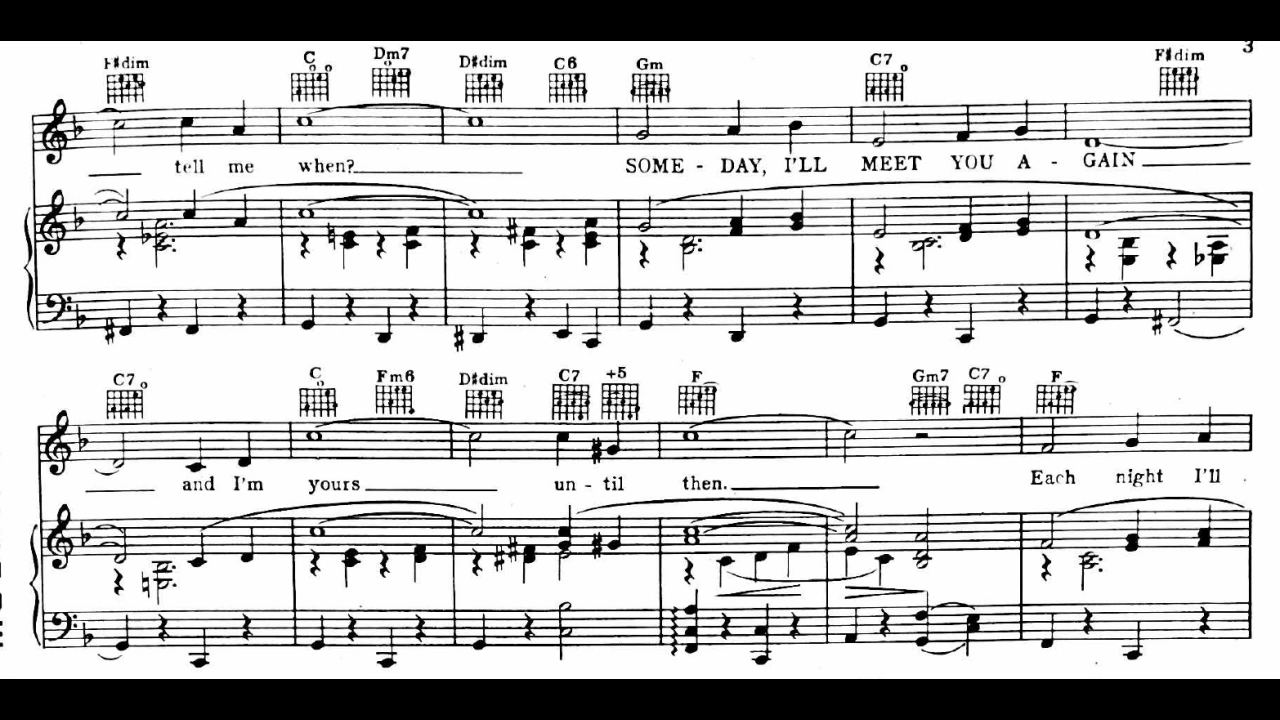 3
F#dim C Dm7 D#dim C6 Gm C7 F#dim
tell me when? SOME - DAY, I'LL MEET YOU A - GAIN
C7 C Fm6 D#dim C7 +5 F Gm7 C7 F
and I'm yours un - til then. Each night I'll